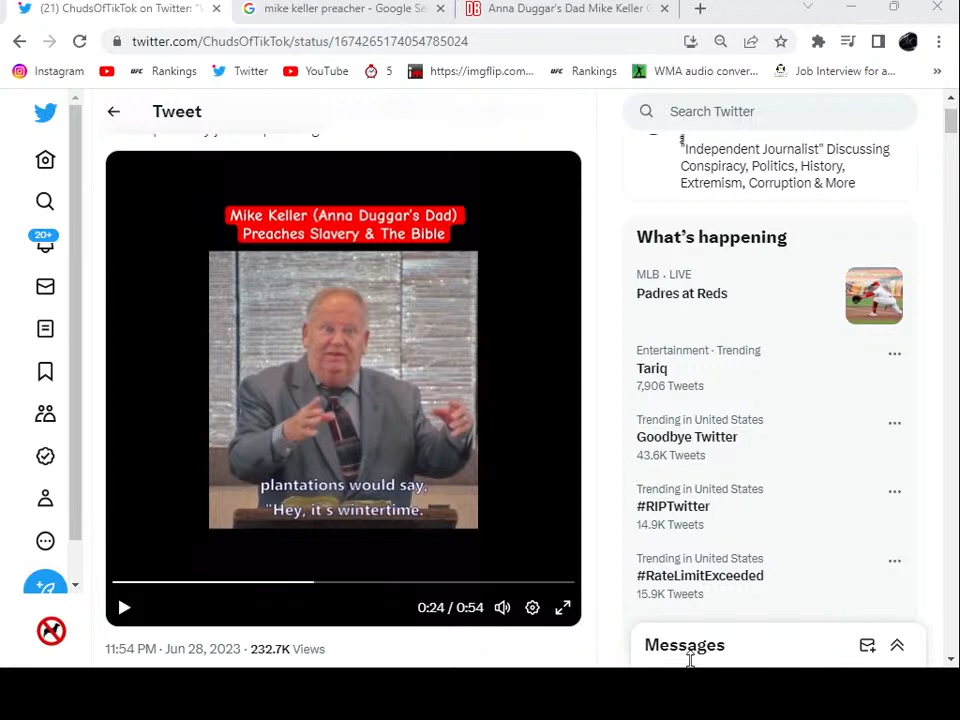 (21) ChudsOfTikTok on Twitter: "
mike keller preacher - Google Se
Anna Duggar's Dad Mike Keller
twitter.com/ChudsOfTikTok/status/1674265174054785024
Instagram
Rankings
Twitter
YouTube
5
https://imgflip.com...
Rankings
WMA audio conver...
Job Interview for a...
Tweet
Search Twitter
"Independent Journalist" Discussing
Conspiracy, Politics, History,
Extremism, Corruption & More
Mike Keller (Anna Duggar's Dad)
Preaches Slavery & The Bible
plantations would say,
"Hey, it's wintertime.
0:24 / 0:54
11:54 PM · Jun 28, 2023 · 232.7K Views
20+
What's happening
MLB · LIVE
Padres at Reds
Entertainment · Trending
Tariq
7,906 Tweets
Trending in United States
Goodbye Twitter
43.6K Tweets
Trending in United States
#RIPTwitter
14.9K Tweets
Trending in United States
#RateLimitExceeded
15.9K Tweets
Messages